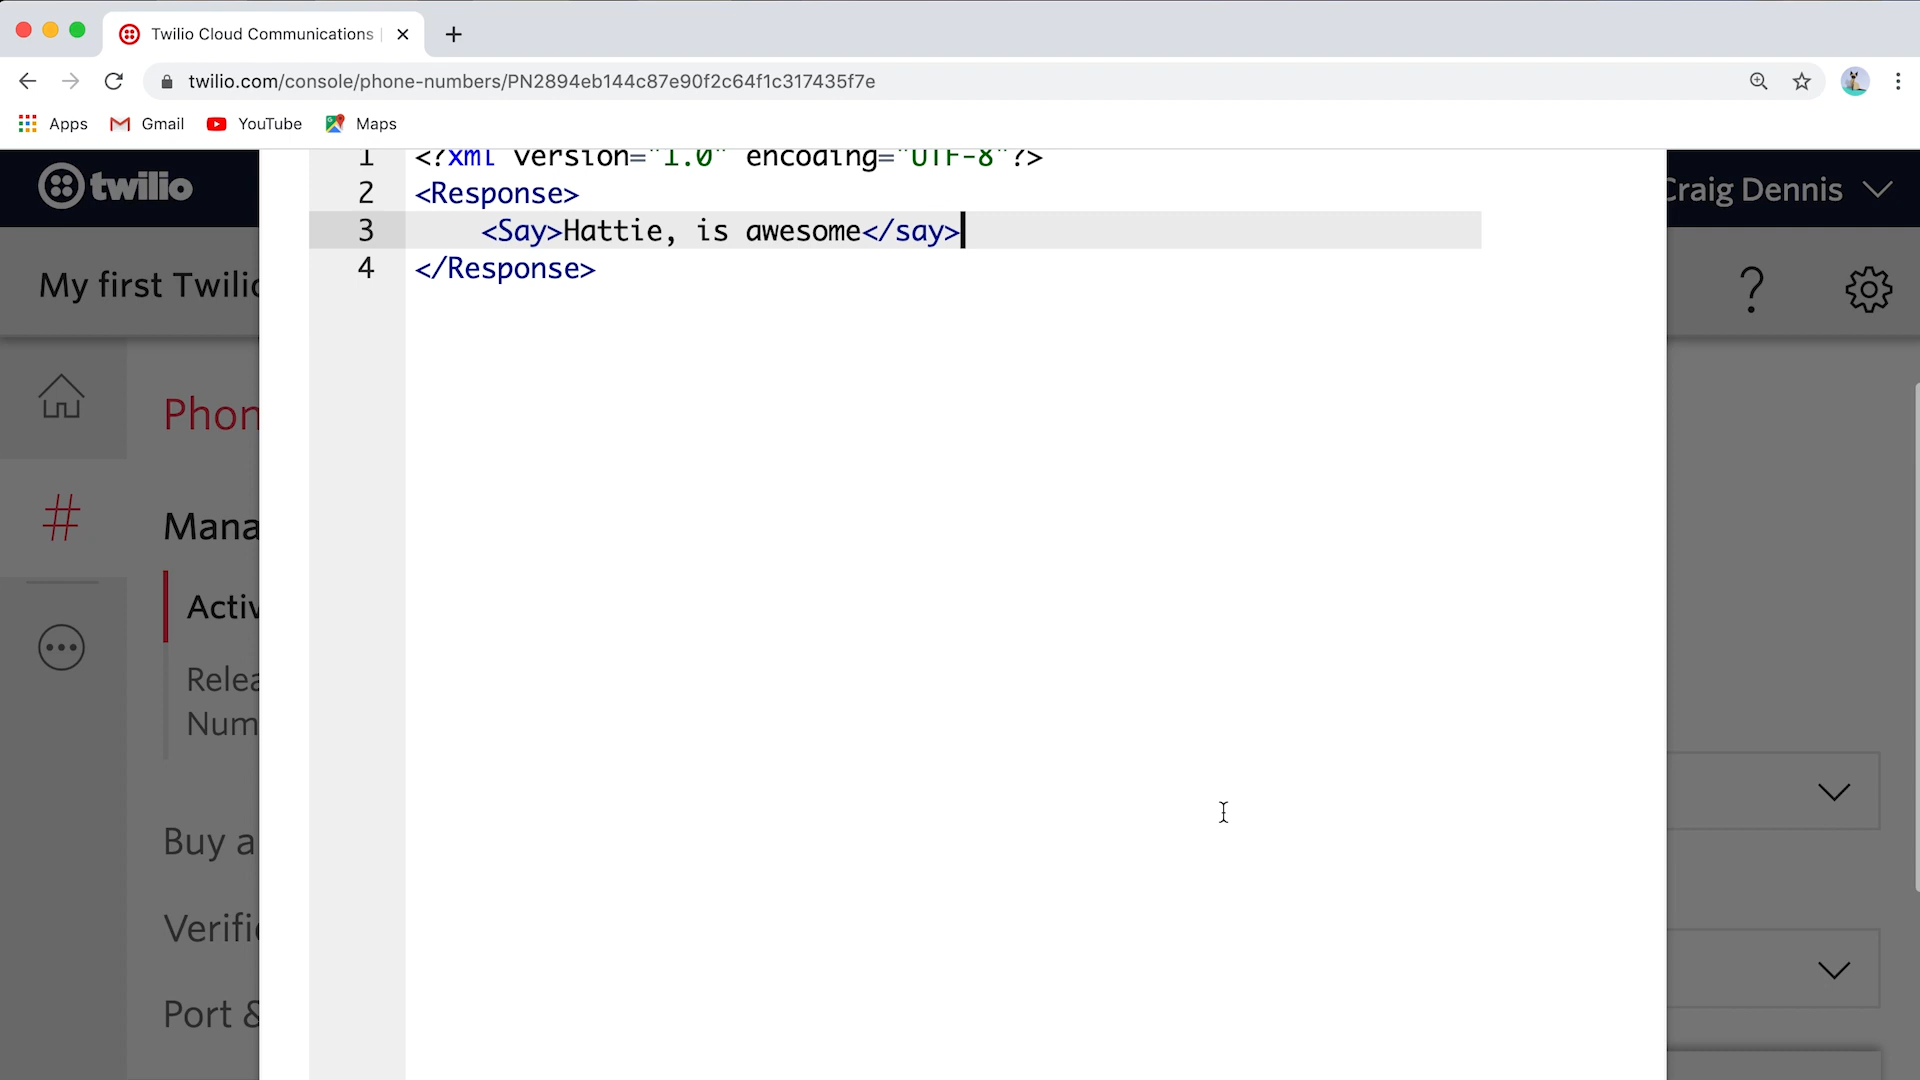 Twilio Cloud Communications |
twilio.com/console/phone-numbers/PN2894eb144c87e90f2c64f1c317435f7e
Apps Gmail YouTube Maps
twilio
Craig Dennis
1 <?xml version="1.0" encoding="UTF-8"?>
2 <Response>
3 <Say>Hattie, is awesome</say>
4 </Response>
My first Twilio
?
#
Phon
Mana
Activ
Relea
Num
Buy a
Verifie
Port &